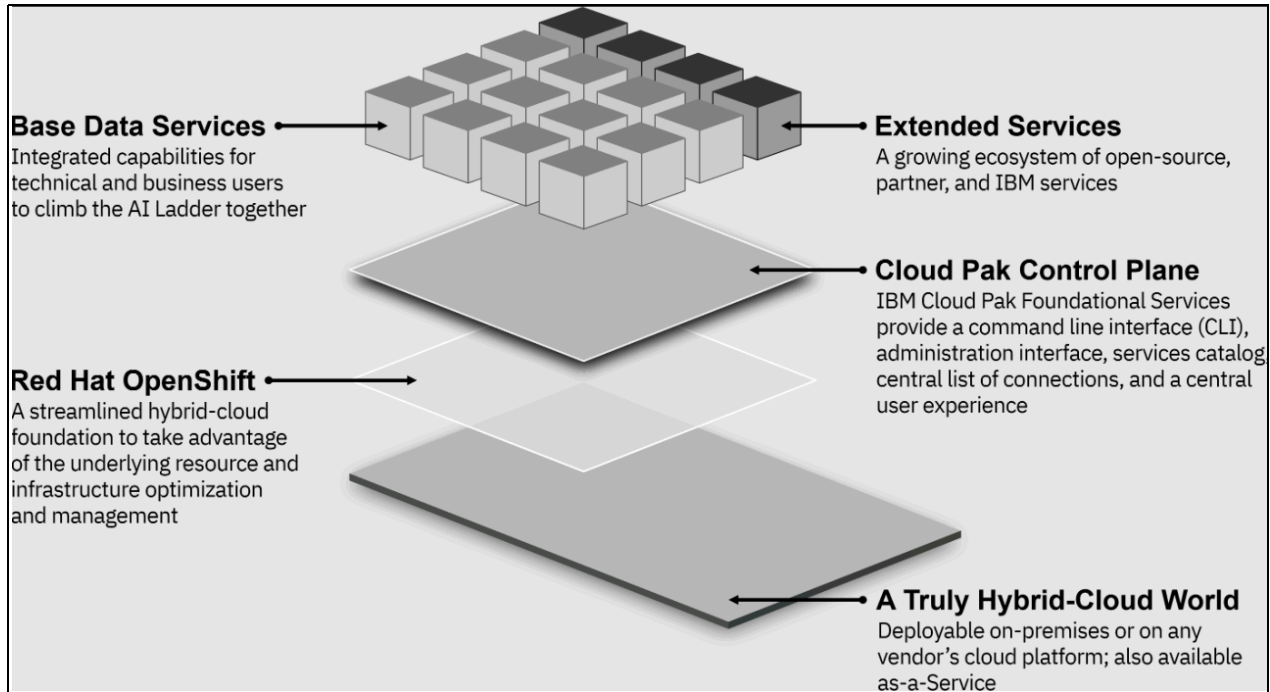 Base Data Services
Integrated capabilities for
technical and business users
to climb the AI Ladder together
Extended Services
A growing ecosystem of open-source,
partner, and IBM services
Cloud Pak Control Plane
IBM Cloud Pak Foundational Services
provide a command line interface (CLI),
administration interface, services catalog,
central list of connections, and a central
user experience
Red Hat OpenShift
A streamlined hybrid-cloud
foundation to take advantage
of the underlying resource and
infrastructure optimization
and management
A Truly Hybrid-Cloud World
Deployable on-premises or on any
vendor's cloud platform; also available
as-a-Service